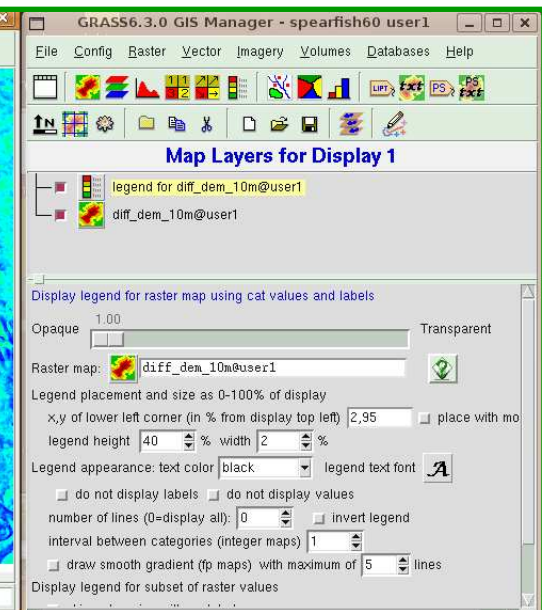 GRASS6.3.0 GIS Manager - spearfish60 user1
File Config Raster Vector Imagery Volumes Databases Help
Map Layers for Display 1
legend for diff_dem_10m@user1
diff_dem_10m@user1
Display legend for raster map using cat values and labels
1.00
Opaque Transparent
Raster map: diff_dem_10m@user1
Legend placement and size as 0-100% of display
x,y of lower left corner (in % from display top left) 2,95 place with mo
legend height 40 % width 2 %
Legend appearance: text color black legend text font A
do not display labels do not display values
number of lines (0=display all): 0 invert legend
interval between categories (integer maps) 1
draw smooth gradient (fp maps) with maximum of 5 lines
Display legend for subset of raster values